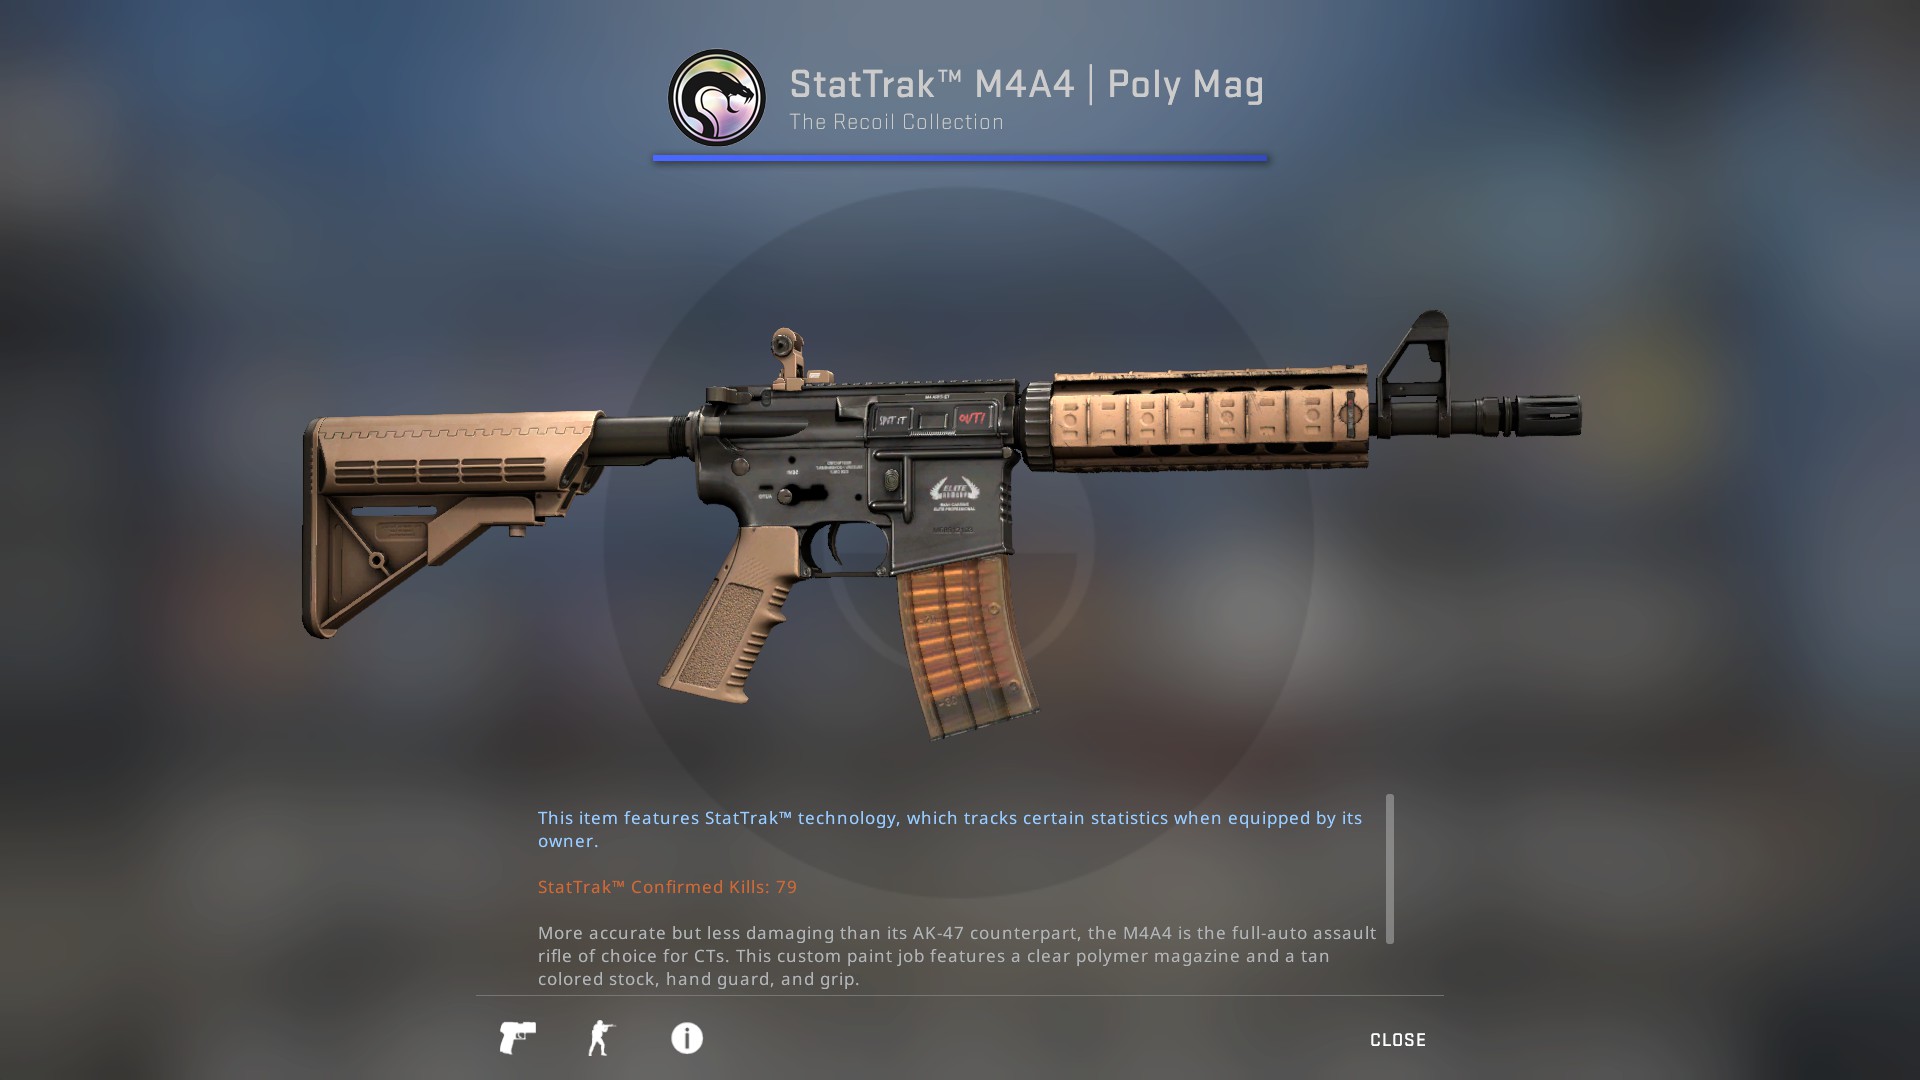 StatTrak™ M4A4 | Poly Mag
The Recoil Collection
OUT!
ELITE
This item features StatTrak™ technology, which tracks certain statistics when equipped by its
owner.
StatTrak™ Confirmed Kills: 79
More accurate but less damaging than its AK-47 counterpart, the M4A4 is the full-auto assault
rifle of choice for CTs. This custom paint job features a clear polymer magazine and a tan
colored stock, hand guard, and grip.
CLOSE